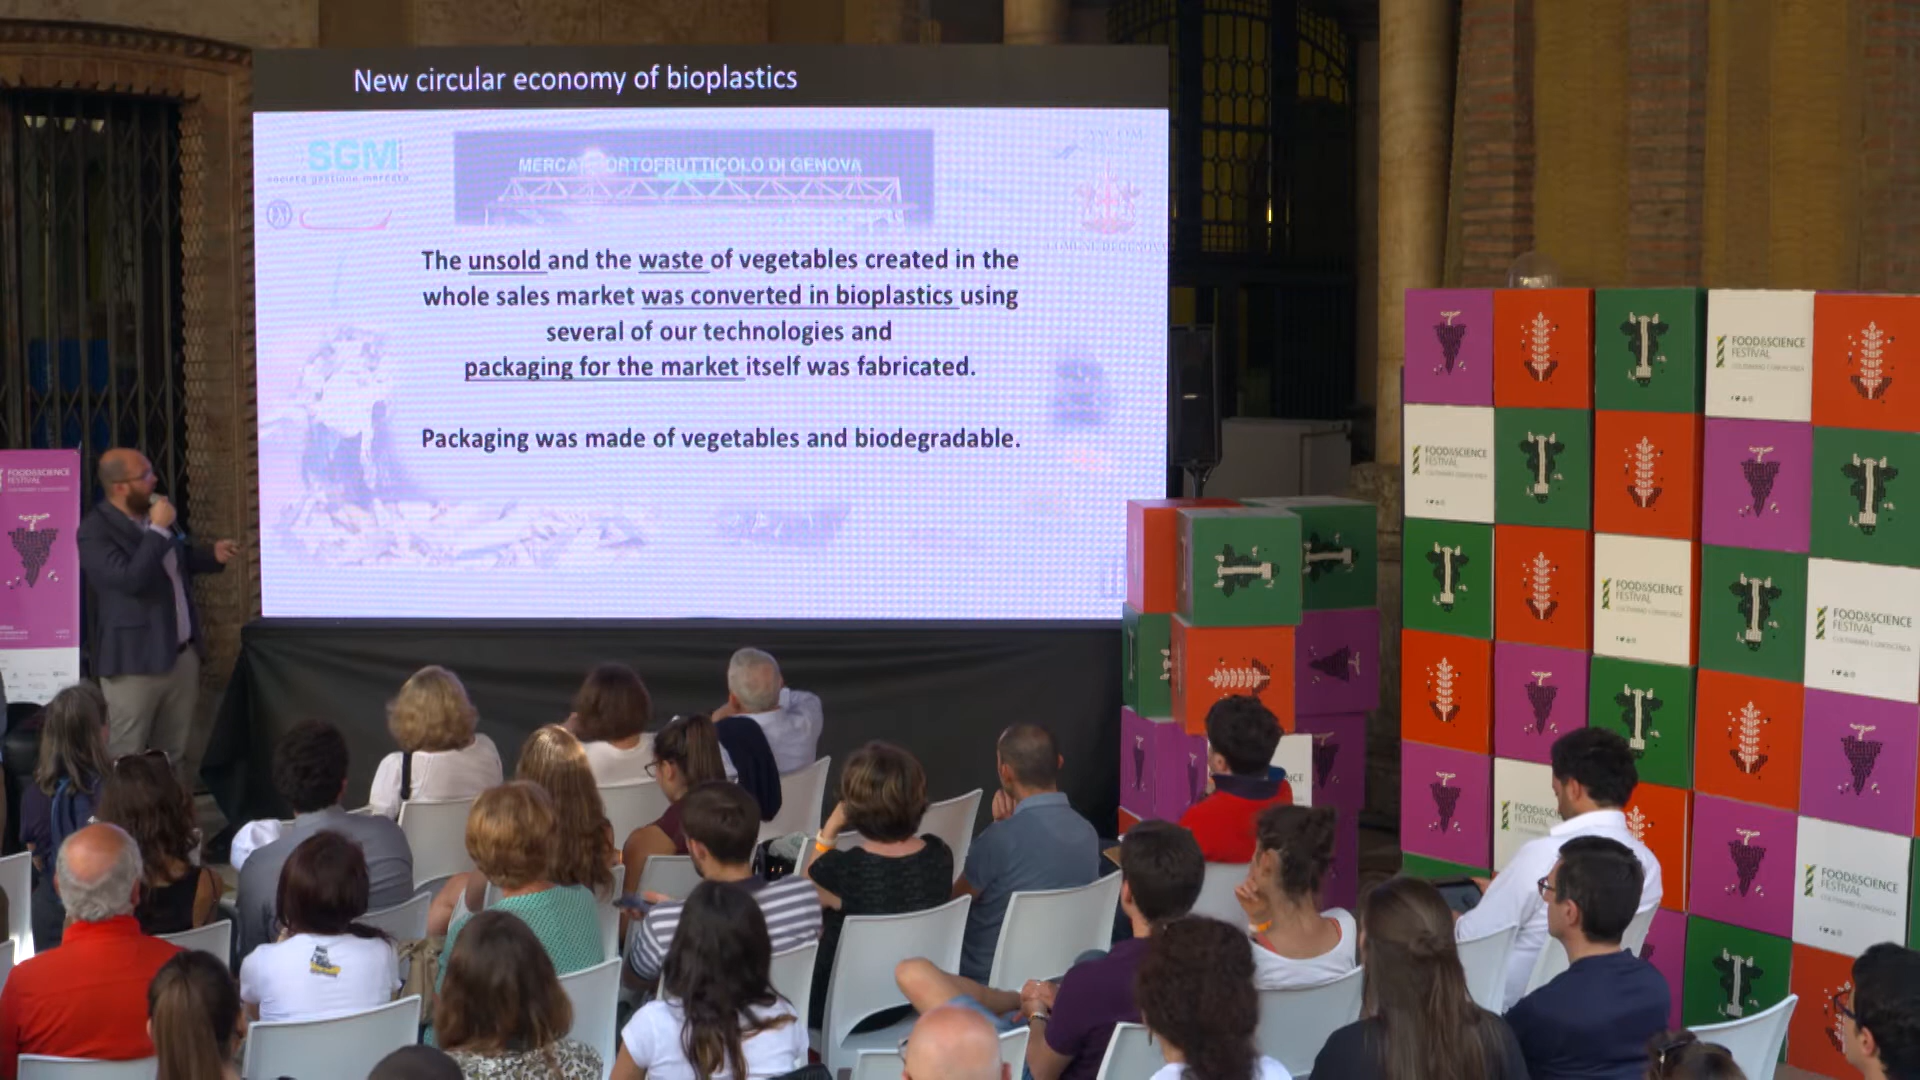 New circular economy of bioplastics
SGM
società gestione mercato
MERCATO ORTOFRUTTICOLO DI GENOVA
COMUNE DI GENOVA
The unsold and the waste of vegetables created in the
whole sales market was converted in bioplastics using
several of our technologies and
packaging for the market itself was fabricated.
Packaging was made of vegetables and biodegradable.
FOOD&SCIENCE
FESTIVAL
FOOD&SCIENCE
FESTIVAL
FOOD&SCIENCE
FESTIVAL
FOOD&SCIENCE
FESTIVAL
FOOD&SCIENCE
FESTIVAL
FOOD&SCIENCE
FESTIVAL